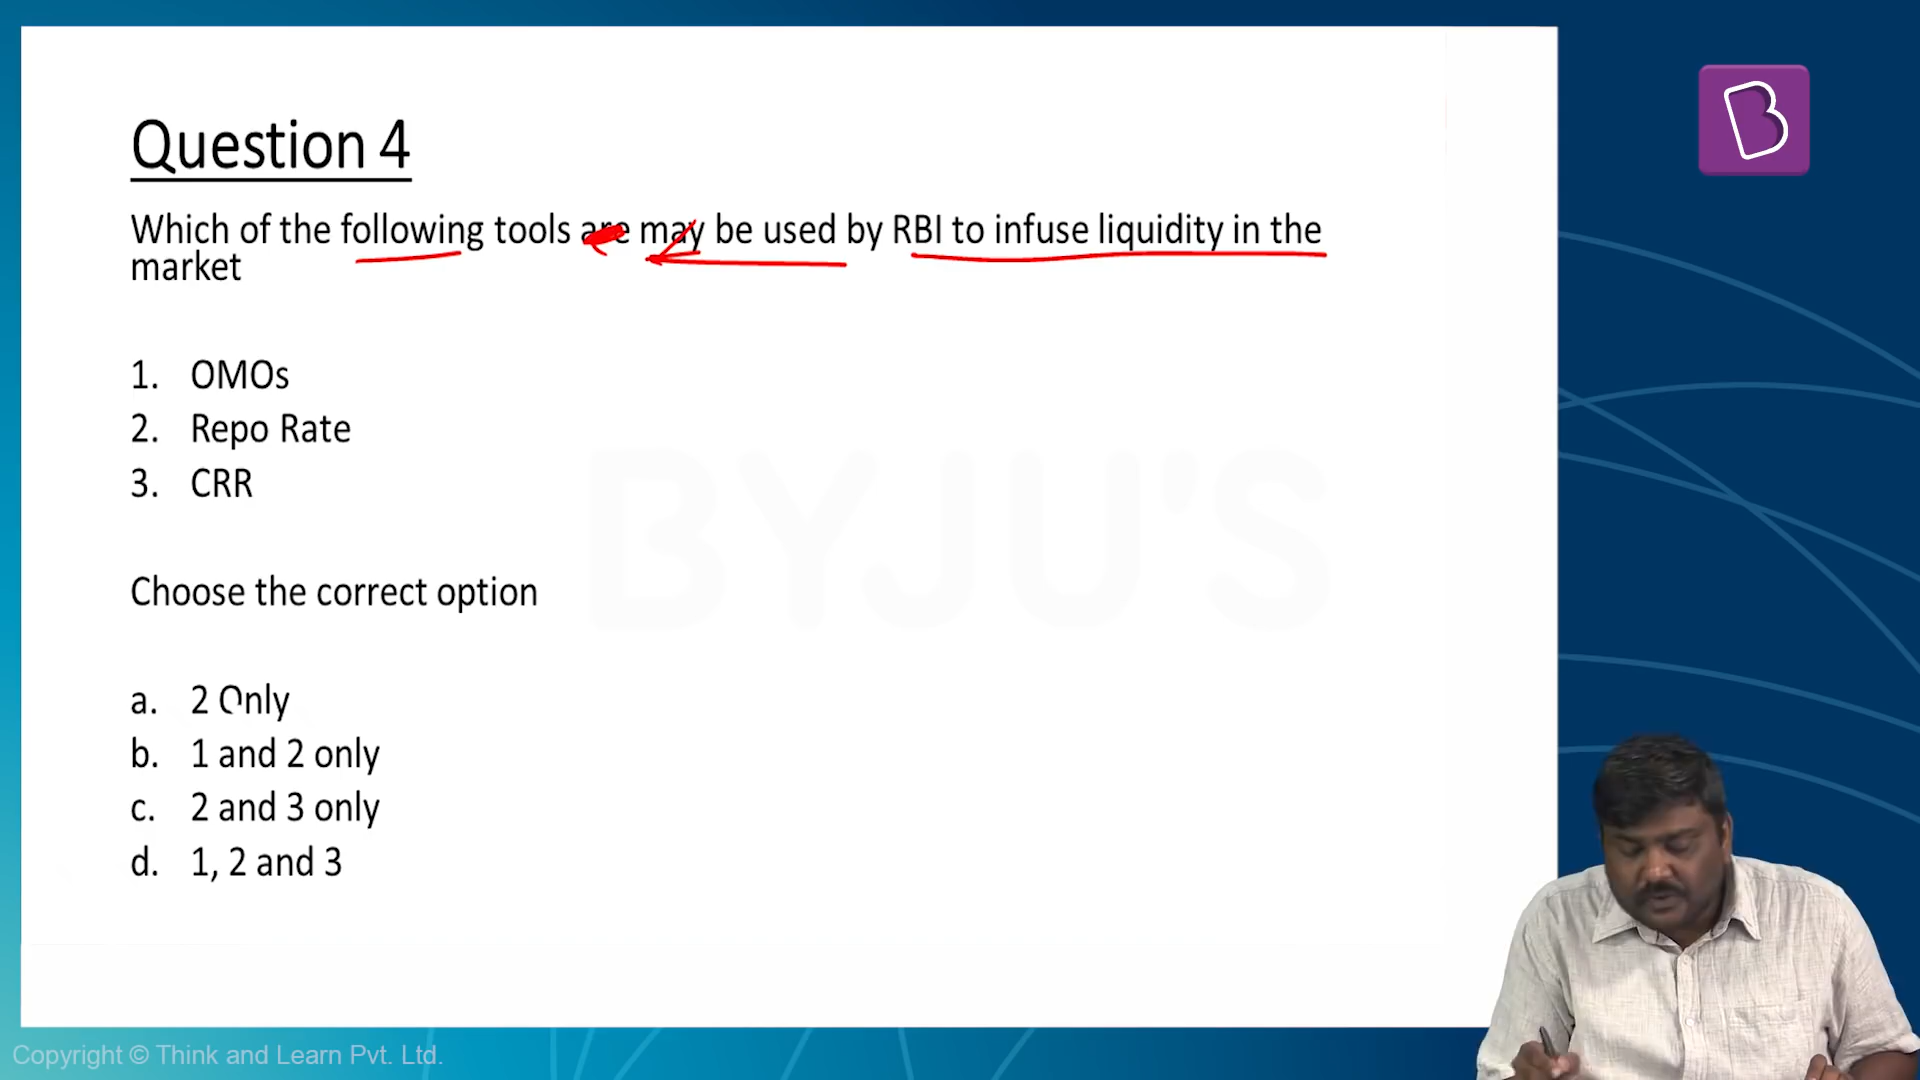 Question 4
Which of the following tools are may be used by RBI to infuse liquidity in the
market
1. OMOs
2. Repo Rate
3. CRR
BYJU'S
Choose the correct option
a. 2 Only
b. 1 and 2 only
c. 2 and 3 only
d. 1, 2 and 3
Copyright © Think and Learn Pvt. Ltd.
B